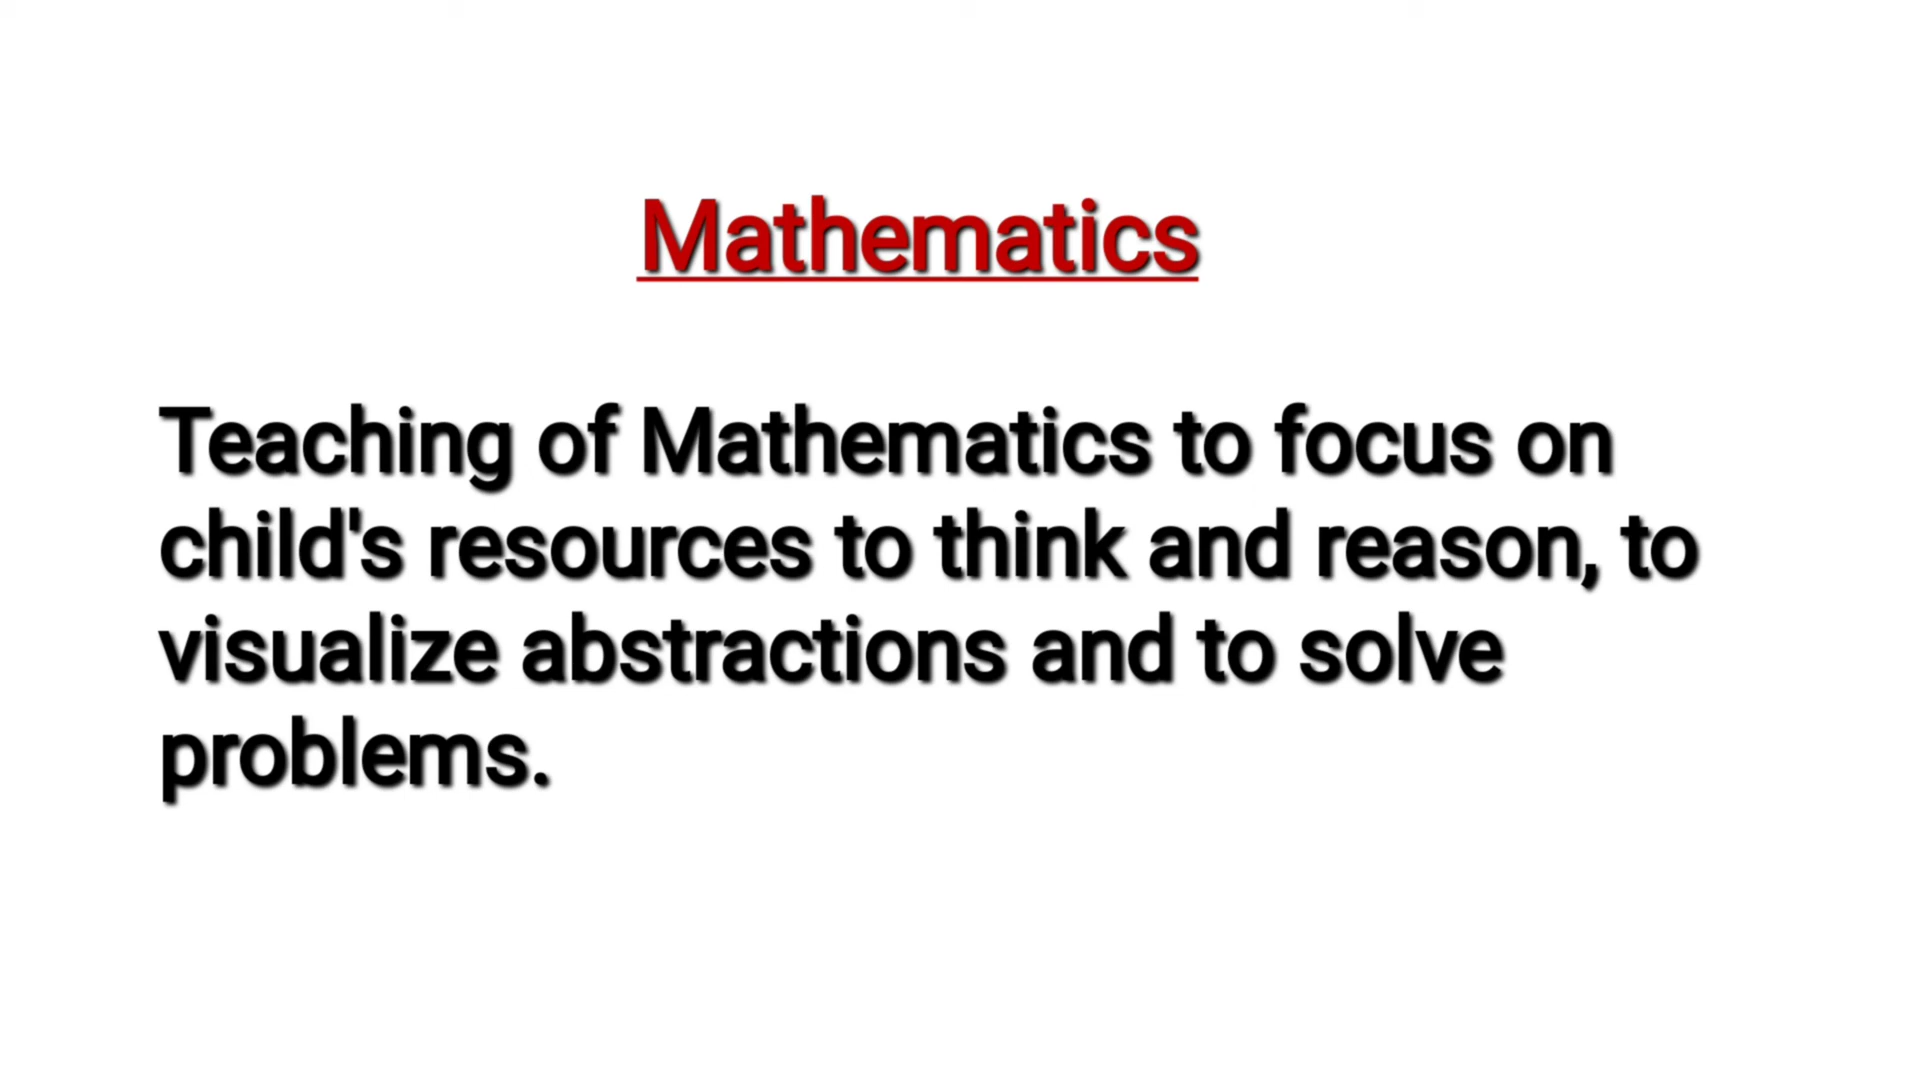 Mathematics
Teaching of Mathematics to focus on
child's resources to think and reason, to
visualize abstractions and to solve
problems.